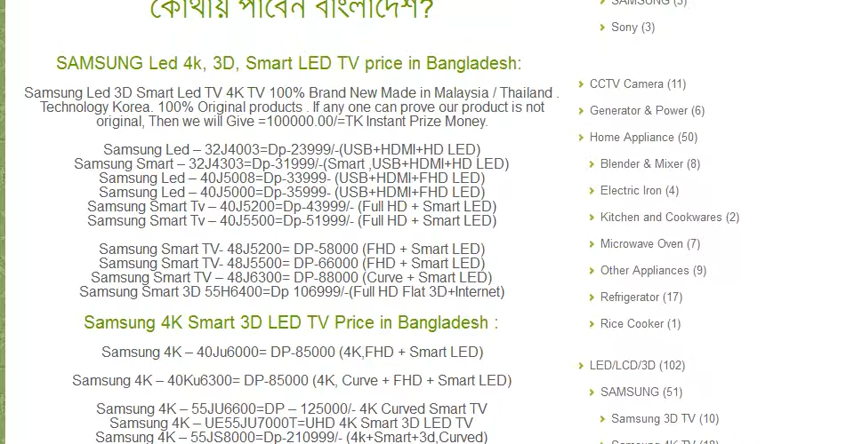 কোথায় পাবেন বাংলাদেশ?
SAMSUNG Led 4k, 3D, Smart LED TV price in Bangladesh:
Samsung Led 3D Smart Led TV 4K TV 100% Brand New Made in Malaysia / Thailand .
Technology Korea. 100% Original products . If any one can prove our product is not
original, Then we will Give =100000.00/=TK Instant Prize Money.
Samsung Led – 32J4003=Dp-23999/-(USB+HDMI+HD LED)
Samsung Smart – 32J4303=Dp-31999/-(Smart ,USB+HDMI+HD LED)
Samsung Led – 40J5008=Dp-33999- (USB+HDMI+FHD LED)
Samsung Led – 40J5000=Dp-35999- (USB+HDMI+FHD LED)
Samsung Smart Tv – 40J5200=Dp-43999/- (Full HD + Smart LED)
Samsung Smart Tv – 40J5500=Dp-51999/- (Full HD + Smart LED)
Samsung Smart TV- 48J5200= DP-58000 (FHD + Smart LED)
Samsung Smart TV- 48J5500= DP-66000 (FHD + Smart LED)
Samsung Smart TV – 48J6300= DP-88000 (Curve + Smart LED)
Samsung Smart 3D 55H6400=Dp 106999/-(Full HD Flat 3D+Internet)
Samsung 4K Smart 3D LED TV Price in Bangladesh :
Samsung 4K – 40Ju6000= DP-85000 (4K,FHD + Smart LED)
Samsung 4K – 40Ku6300= DP-85000 (4K, Curve + FHD + Smart LED)
Samsung 4K – 55JU6600=DP – 125000/- 4K Curved Smart TV
Samsung 4K – UE55JU7000T=UHD 4K Smart 3D LED TV
Samsung 4K – 55JS8000=Dp-210999/- (4k+Smart+3d,Curved)
SAMSUNG (3)
Sony (3)
CCTV Camera (11)
Generator & Power (6)
Home Appliance (50)
Blender & Mixer (8)
Electric Iron (4)
Kitchen and Cookwares (2)
Microwave Oven (7)
Other Appliances (9)
Refrigerator (17)
Rice Cooker (1)
LED/LCD/3D (102)
SAMSUNG (51)
Samsung 3D TV (10)
Samsung 4K TV (18)